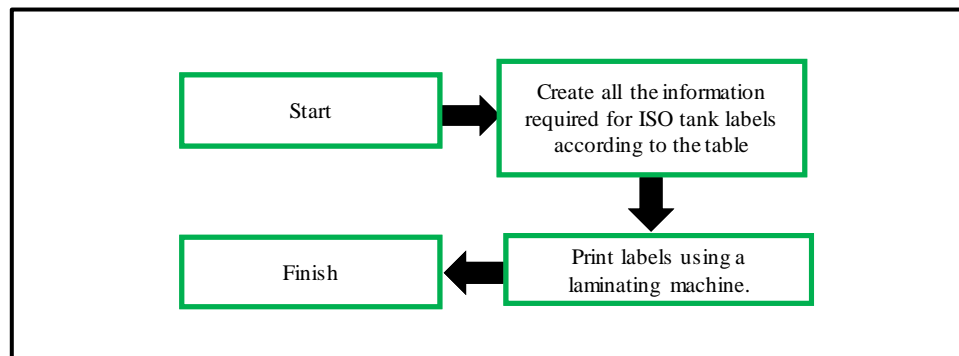 Start
Create all the information
required for ISO tank labels
according to the table
Print labels using a
laminating machine.
Finish